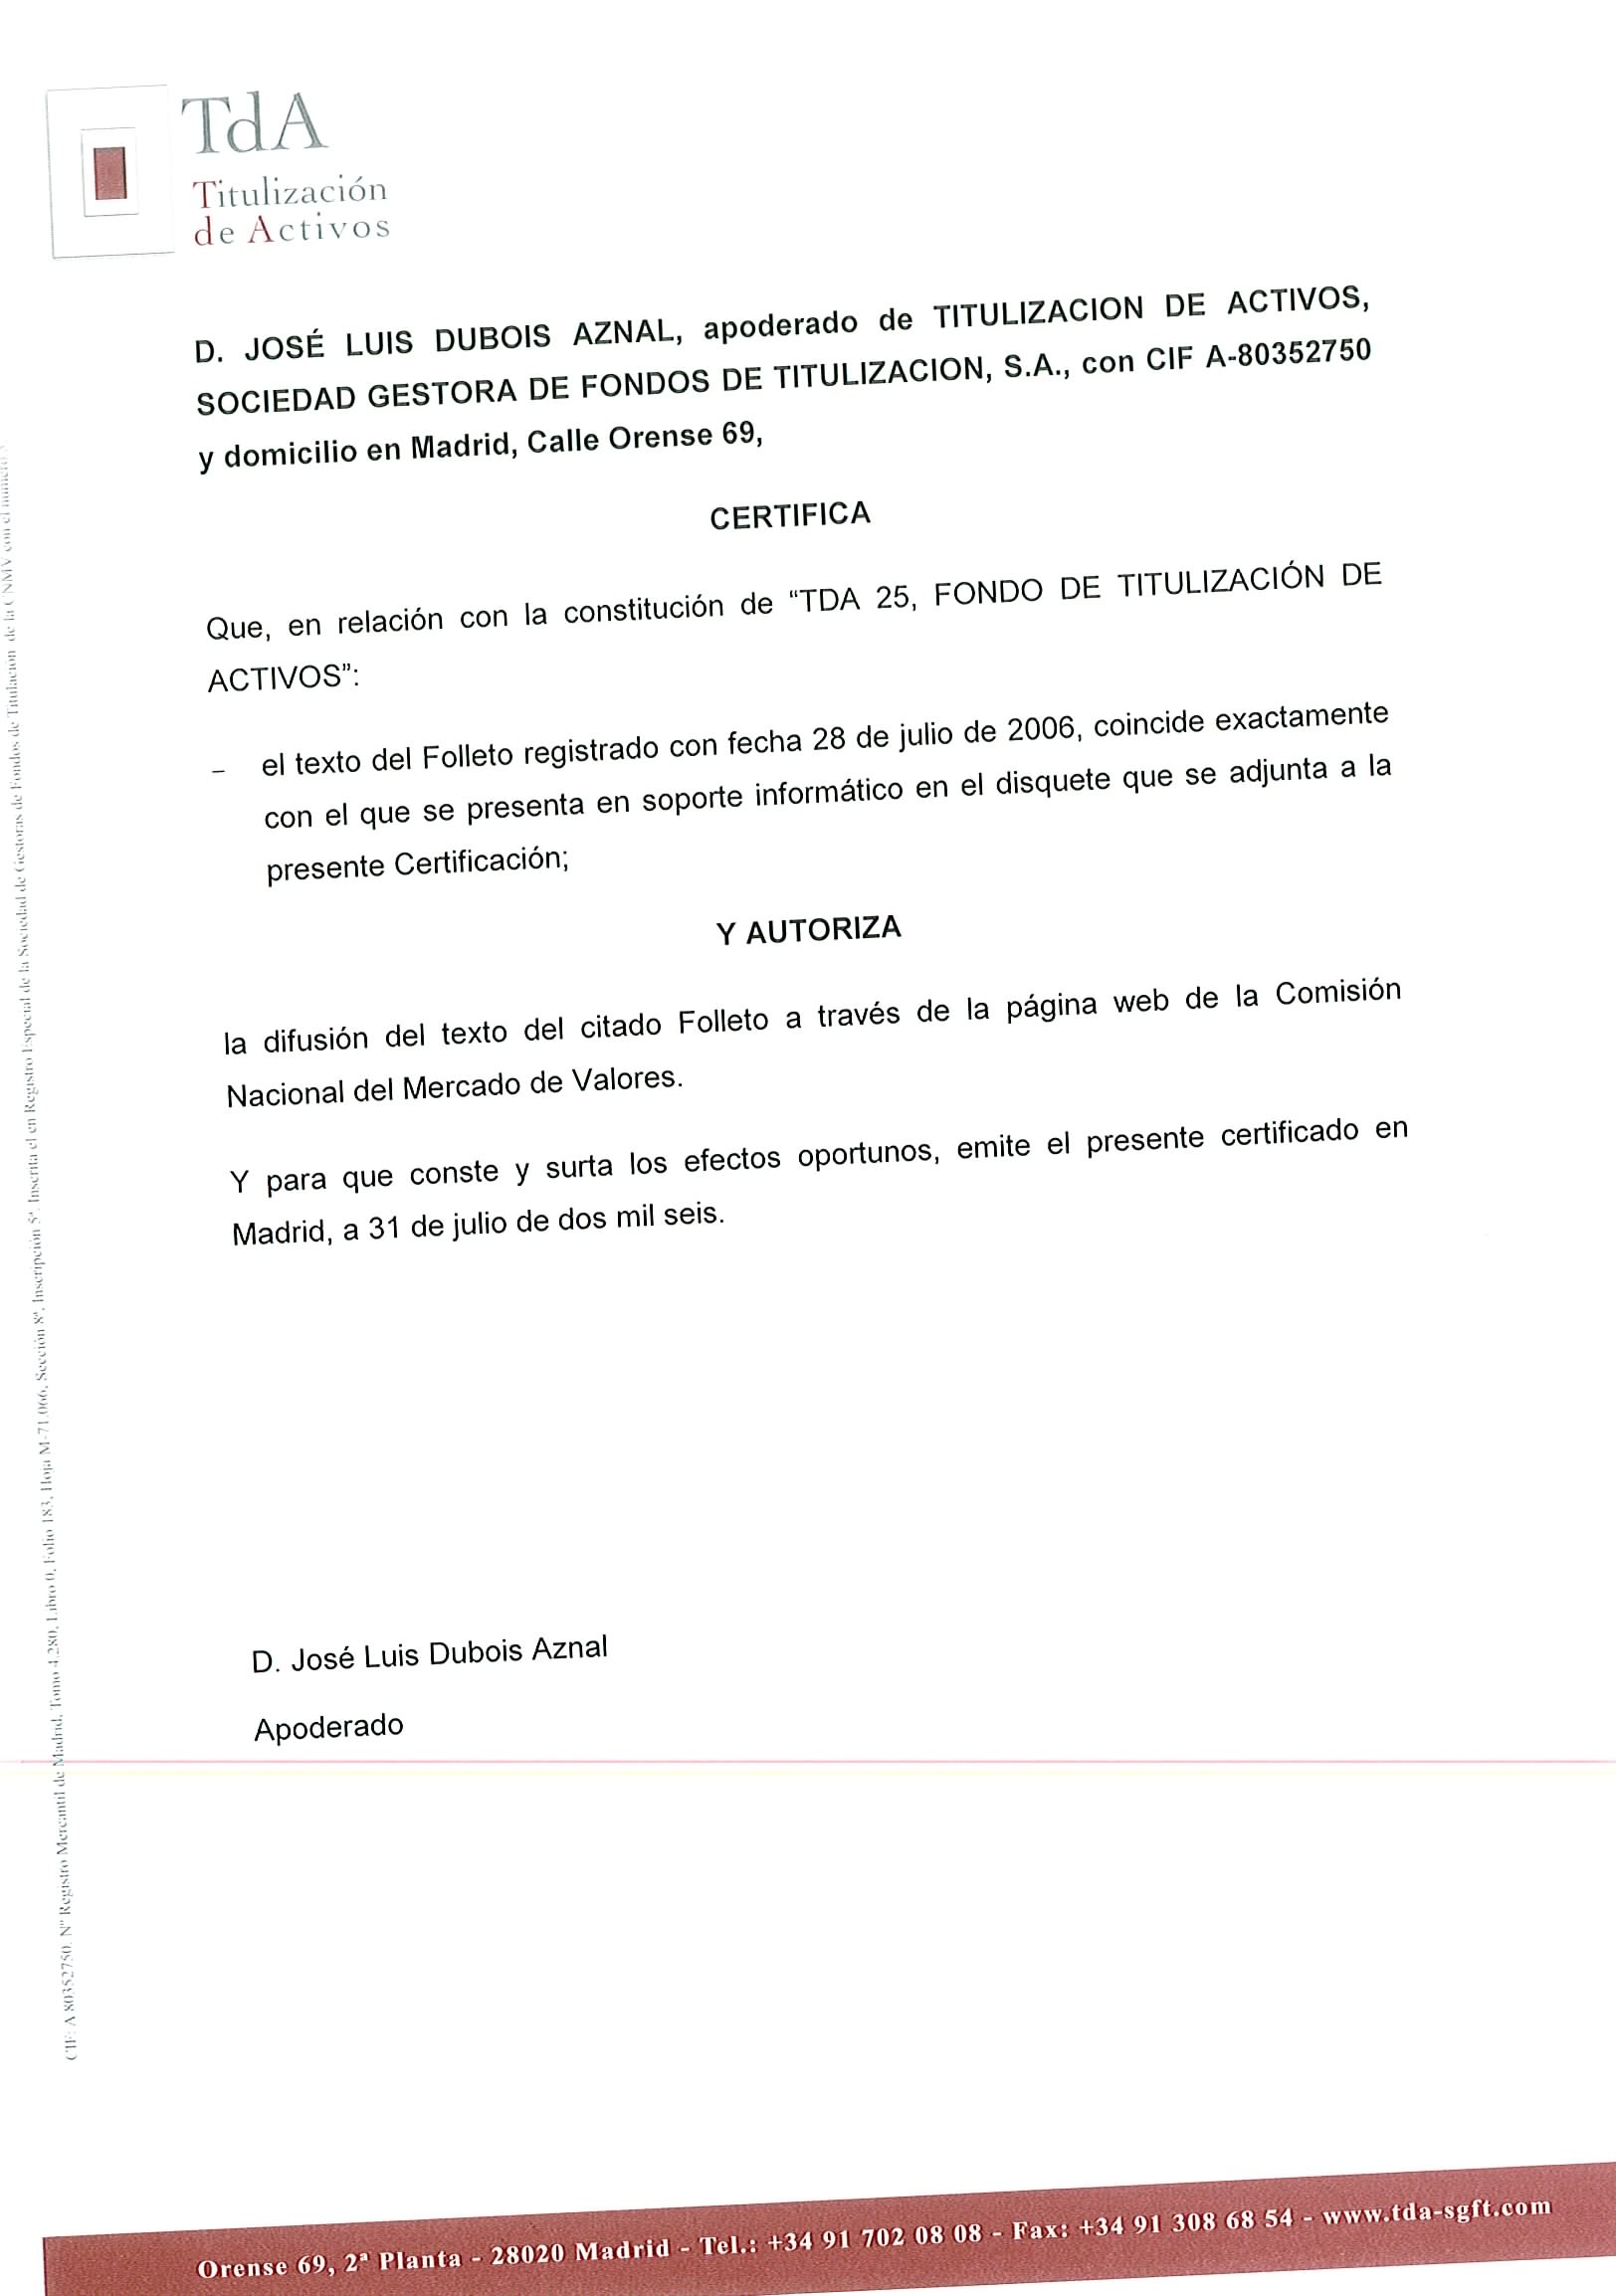 TdA
Titulización
de Activos
D. JOSÉ LUIS DUBOIS AZNAL, apoderado de TITULIZACION DE ACTIVOS,
SOCIEDAD GESTORA DE FONDOS DE TITULIZACION, S.A., con CIF A-80352750
y domicilio en Madrid, Calle Orense 69,
CERTIFICA
Que, en relación con la constitución de “TDA 25, FONDO DE TITULIZACIÓN DE
ACTIVOS”:
– el texto del Folleto registrado con fecha 28 de julio de 2006, coincide exactamente
con el que se presenta en soporte informático en el disquete que se adjunta a la
presente Certificación;
Y AUTORIZA
la difusión del texto del citado Folleto a través de la página web de la Comisión
Nacional del Mercado de Valores.
Y para que conste y surta los efectos oportunos, emite el presente certificado en
Madrid, a 31 de julio de dos mil seis.
D. José Luis Dubois Aznal
Apoderado
CIF: A 80352750. Nº Registro Mercantil de Madrid, Tomo 4.280, Libro 0, Folio 183, Hoja M-71.066, Sección 8ª, Inscripción 5ª. Inscrita el en Registro Especial de la Sociedad de Gestoras de Fondos de Titulación de la CNMV con el número
Orense 69, 2ª Planta - 28020 Madrid - Tel.: +34 91 702 08 08 - Fax: +34 91 308 68 54 - www.tda-sgft.com